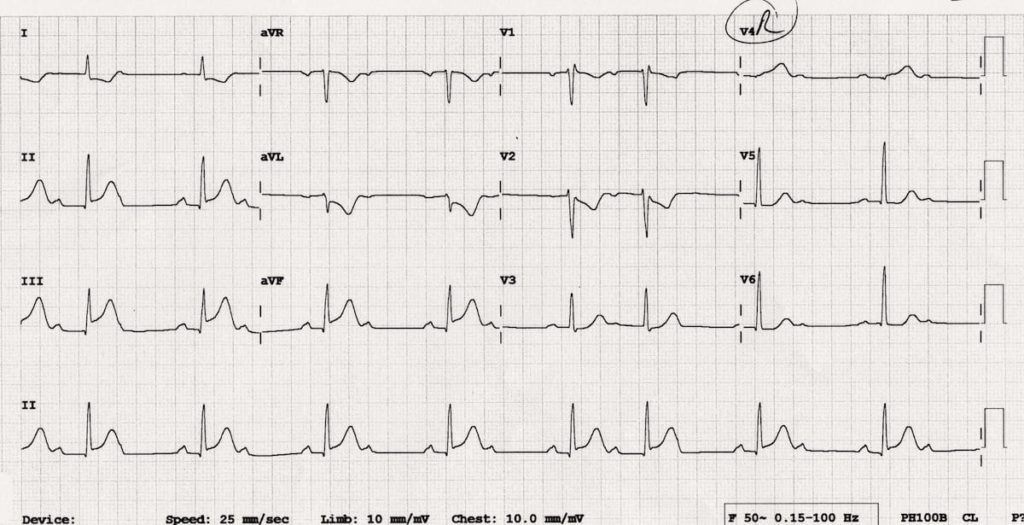 I aVR V1 V4R
II aVL V2 V5
III aVF V3 V6
II
Device: Speed: 25 mm/sec Limb: 10 mm/mV Chest: 10.0 mm/mV F 50~ 0.15-100 Hz PH100B CL P?